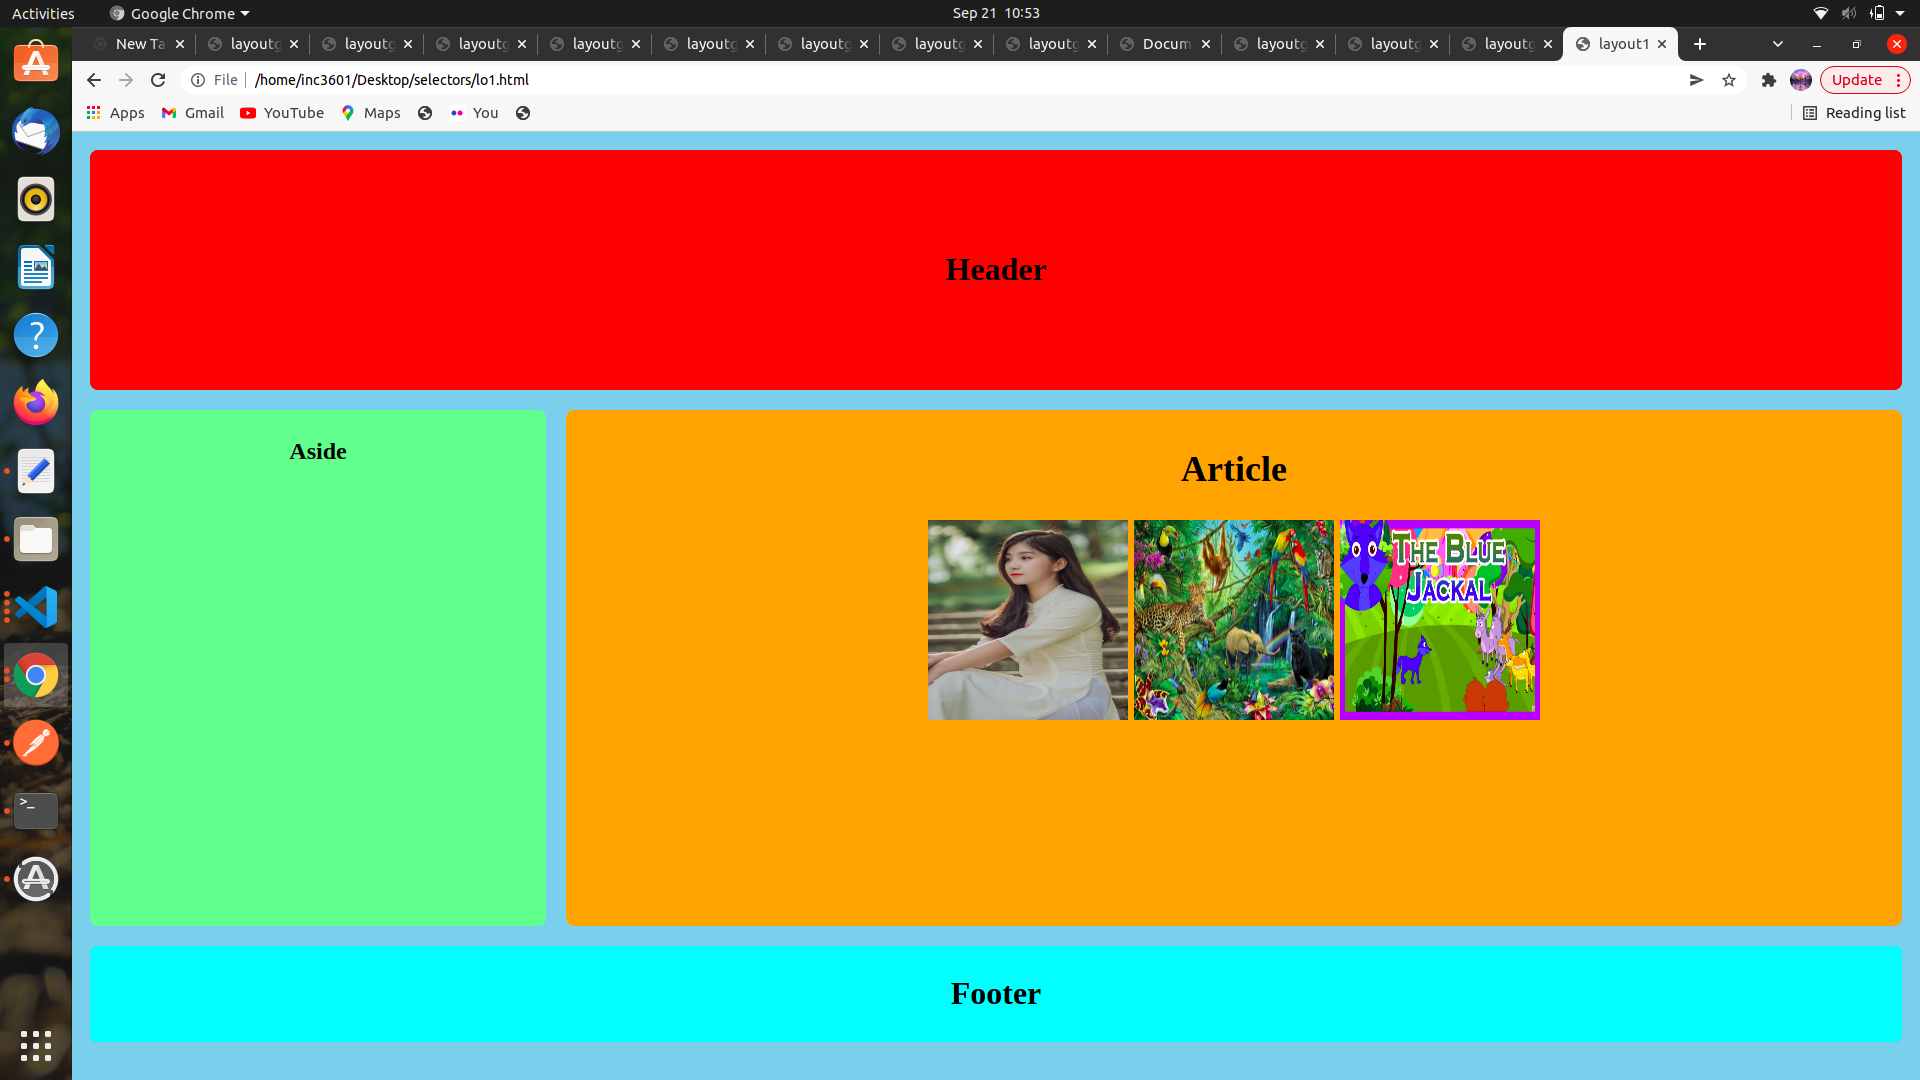 Activities Google Chrome Sep 21 10:53
New Ta layoutg layoutg layoutg layoutg layoutg layoutg layoutg layoutg Docum layoutg layoutg layoutg layout1
File /home/inc3601/Desktop/selectors/lo1.html Update
Apps Gmail YouTube Maps You Reading list
Header
Aside
Article
THE BLUE
JACKAL
Footer